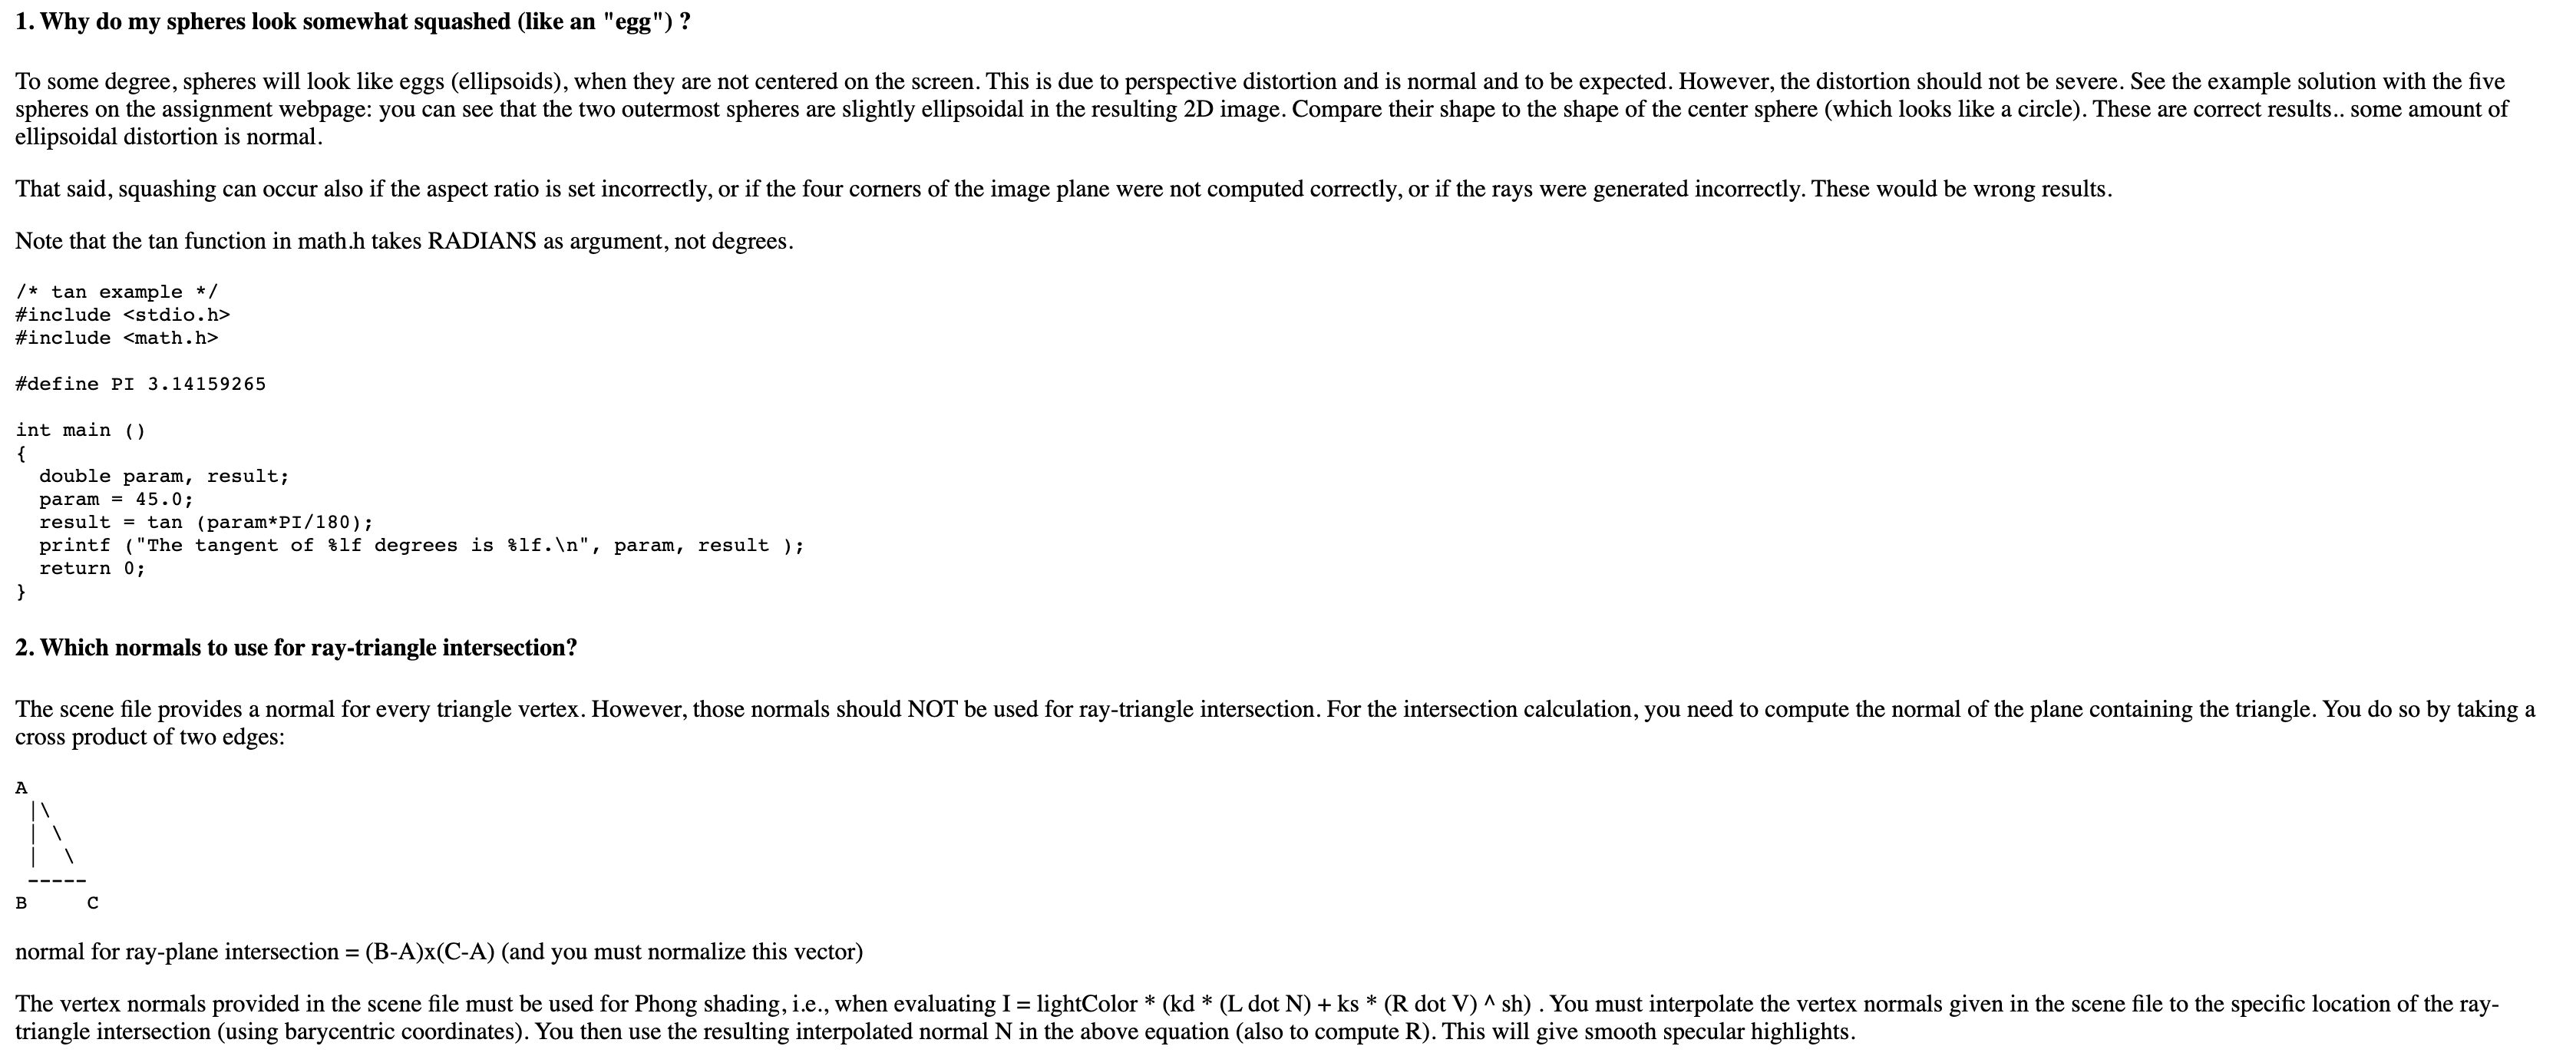 1. Why do my spheres look somewhat squashed (like an "egg") ?
To some degree, spheres will look like eggs (ellipsoids), when they are not centered on the screen. This is due to perspective distortion and is normal and to be expected. However, the distortion should not be severe. See the example solution with the five
spheres on the assignment webpage: you can see that the two outermost spheres are slightly ellipsoidal in the resulting 2D image. Compare their shape to the shape of the center sphere (which looks like a circle). These are correct results.. some amount of
ellipsoidal distortion is normal.
That said, squashing can occur also if the aspect ratio is set incorrectly, or if the four corners of the image plane were not computed correctly, or if the rays were generated incorrectly. These would be wrong results.
Note that the tan function in math.h takes RADIANS as argument, not degrees.
/* tan example */
#include <stdio.h>
#include <math.h>
#define PI 3.14159265
int main ()
{
  double param, result;
  param = 45.0;
  result = tan (param*PI/180);
  printf ("The tangent of %lf degrees is %lf.\n", param, result );
  return 0;
}
2. Which normals to use for ray-triangle intersection?
The scene file provides a normal for every triangle vertex. However, those normals should NOT be used for ray-triangle intersection. For the intersection calculation, you need to compute the normal of the plane containing the triangle. You do so by taking a
cross product of two edges:
A
 |\
 | \
 |  \
 -----
B     C
normal for ray-plane intersection = (B-A)x(C-A) (and you must normalize this vector)
The vertex normals provided in the scene file must be used for Phong shading, i.e., when evaluating I = lightColor * (kd * (L dot N) + ks * (R dot V) ^ sh) . You must interpolate the vertex normals given in the scene file to the specific location of the ray-
triangle intersection (using barycentric coordinates). You then use the resulting interpolated normal N in the above equation (also to compute R). This will give smooth specular highlights.